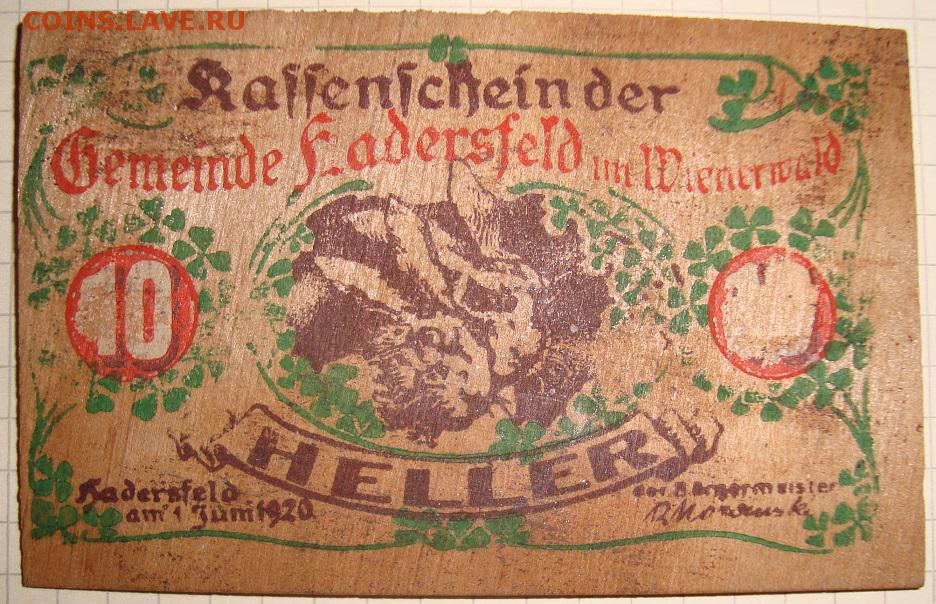 COINS.LAVE.RU
Kassenschein der
Gemeinde Hadersfeld im Wienerwald
10
HELLER
Hadersfeld
am 1 Juni 1920
der Bürgermeister